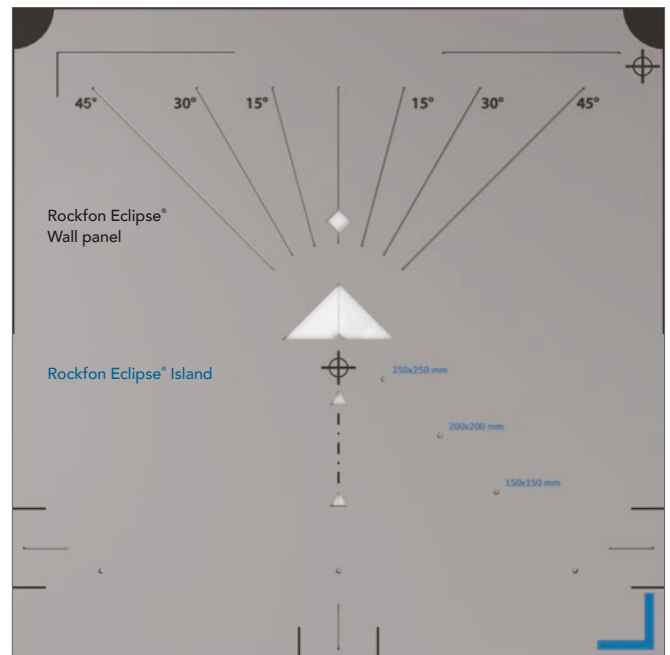 45° 30° 15° 15° 30° 45°
Rockfon Eclipse®
Wall panel
Rockfon Eclipse® Island
250x250 mm
200x200 mm
150x150 mm